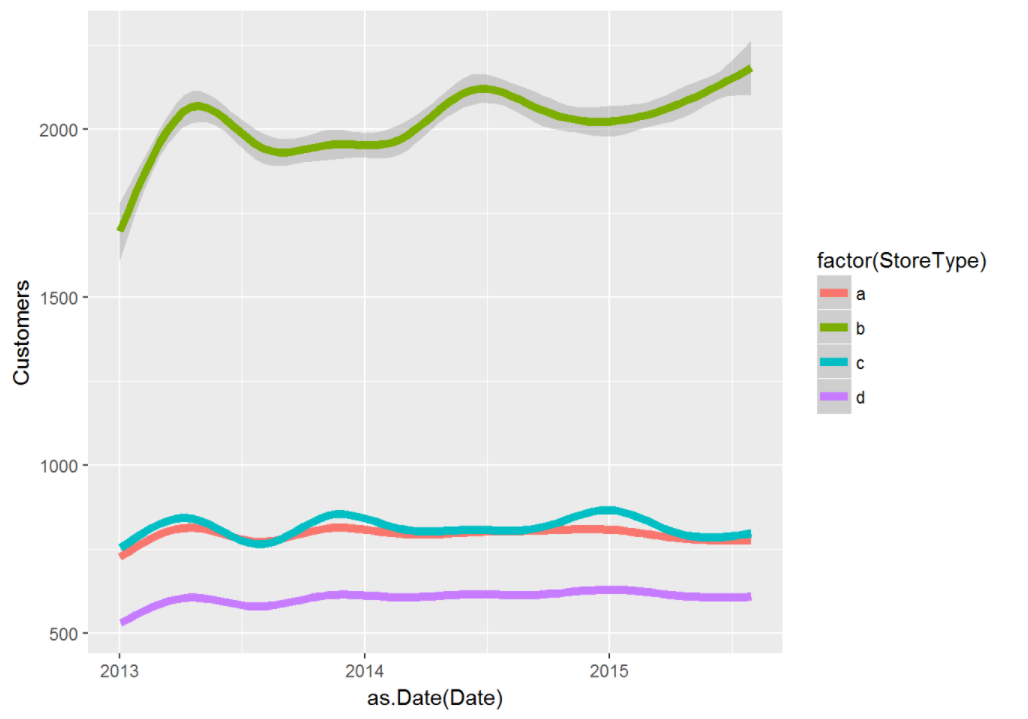 2000
1500
1000
500
Customers
2013
2014
2015
as.Date(Date)
factor(StoreType)
a
b
c
d